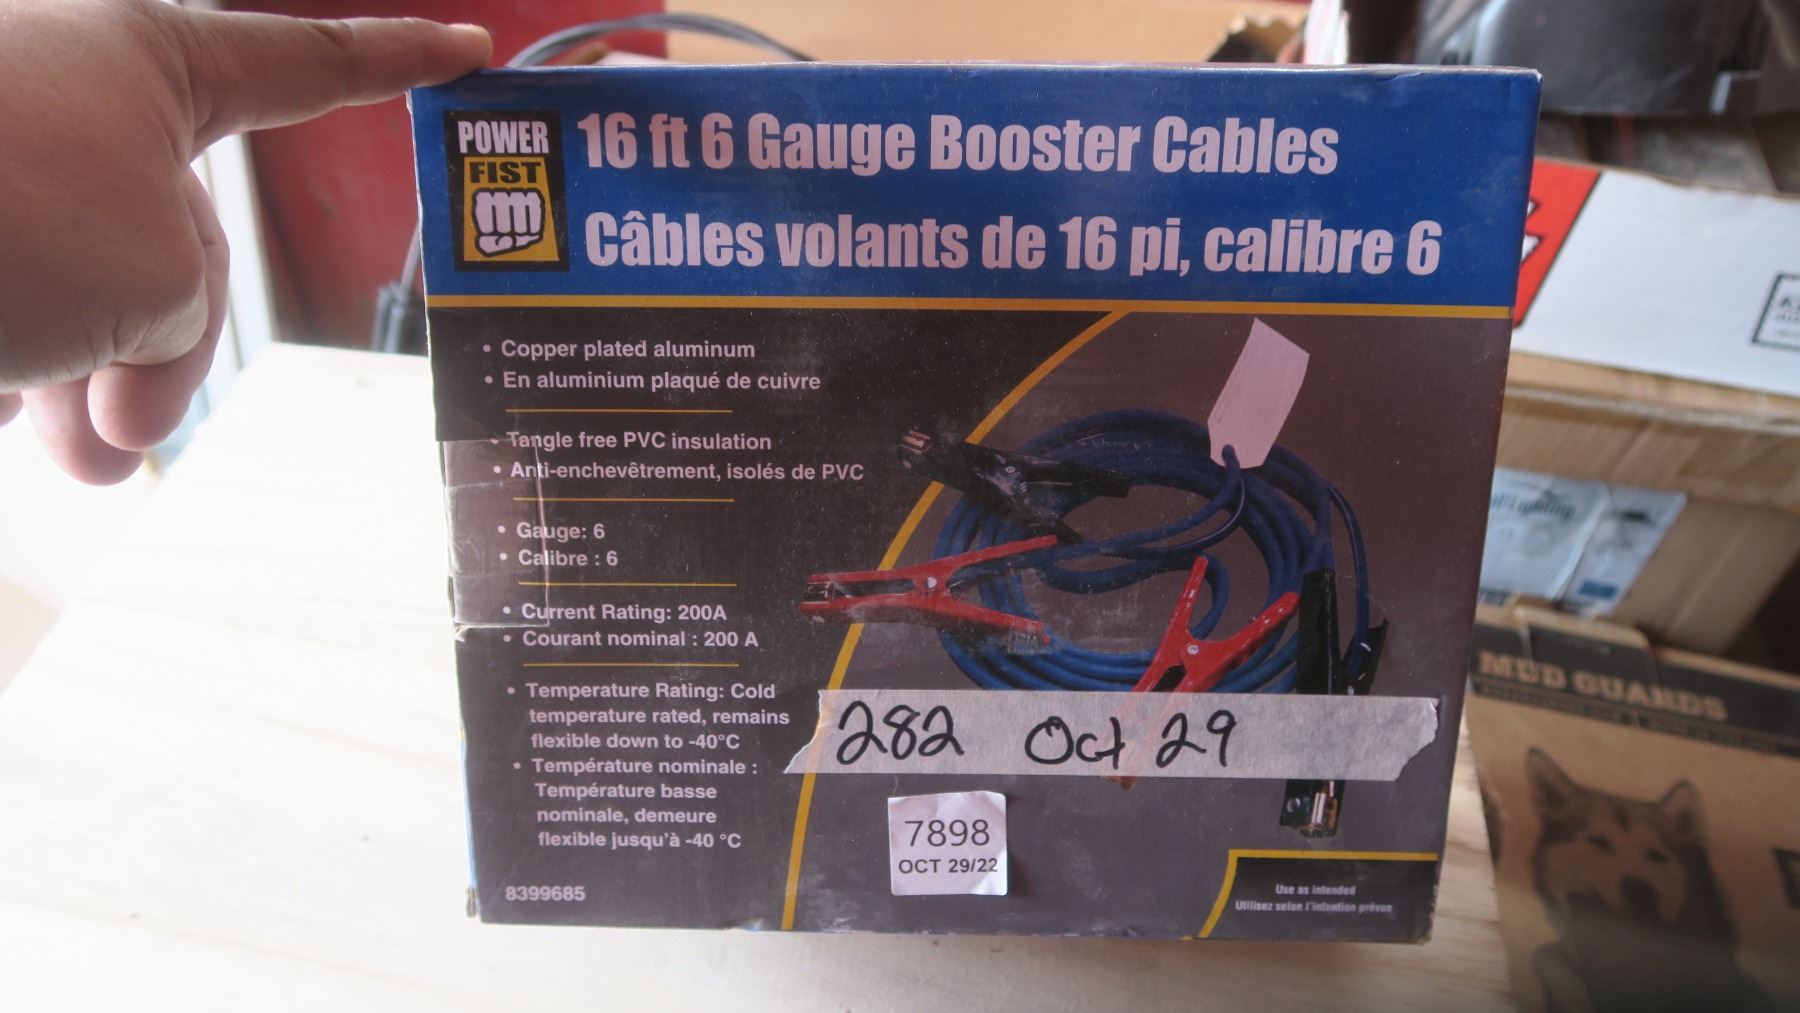 POWER
FIST
16 ft 6 Gauge Booster Cables
Câbles volants de 16 pi, calibre 6
• Copper plated aluminum
• En aluminium plaqué de cuivre
• Tangle free PVC insulation
• Anti-enchevêtrement, isolés de PVC
• Gauge: 6
• Calibre : 6
• Current Rating: 200A
• Courant nominal : 200 A
• Temperature Rating: Cold
temperature rated, remains
flexible down to -40°C
• Température nominale :
Température basse
nominale, demeure
flexible jusqu'à -40 °C
8399685
282 Oct 29
7898
OCT 29/22
Use as intended
Utilisez selon l'intention prévue
MUD GUARDS